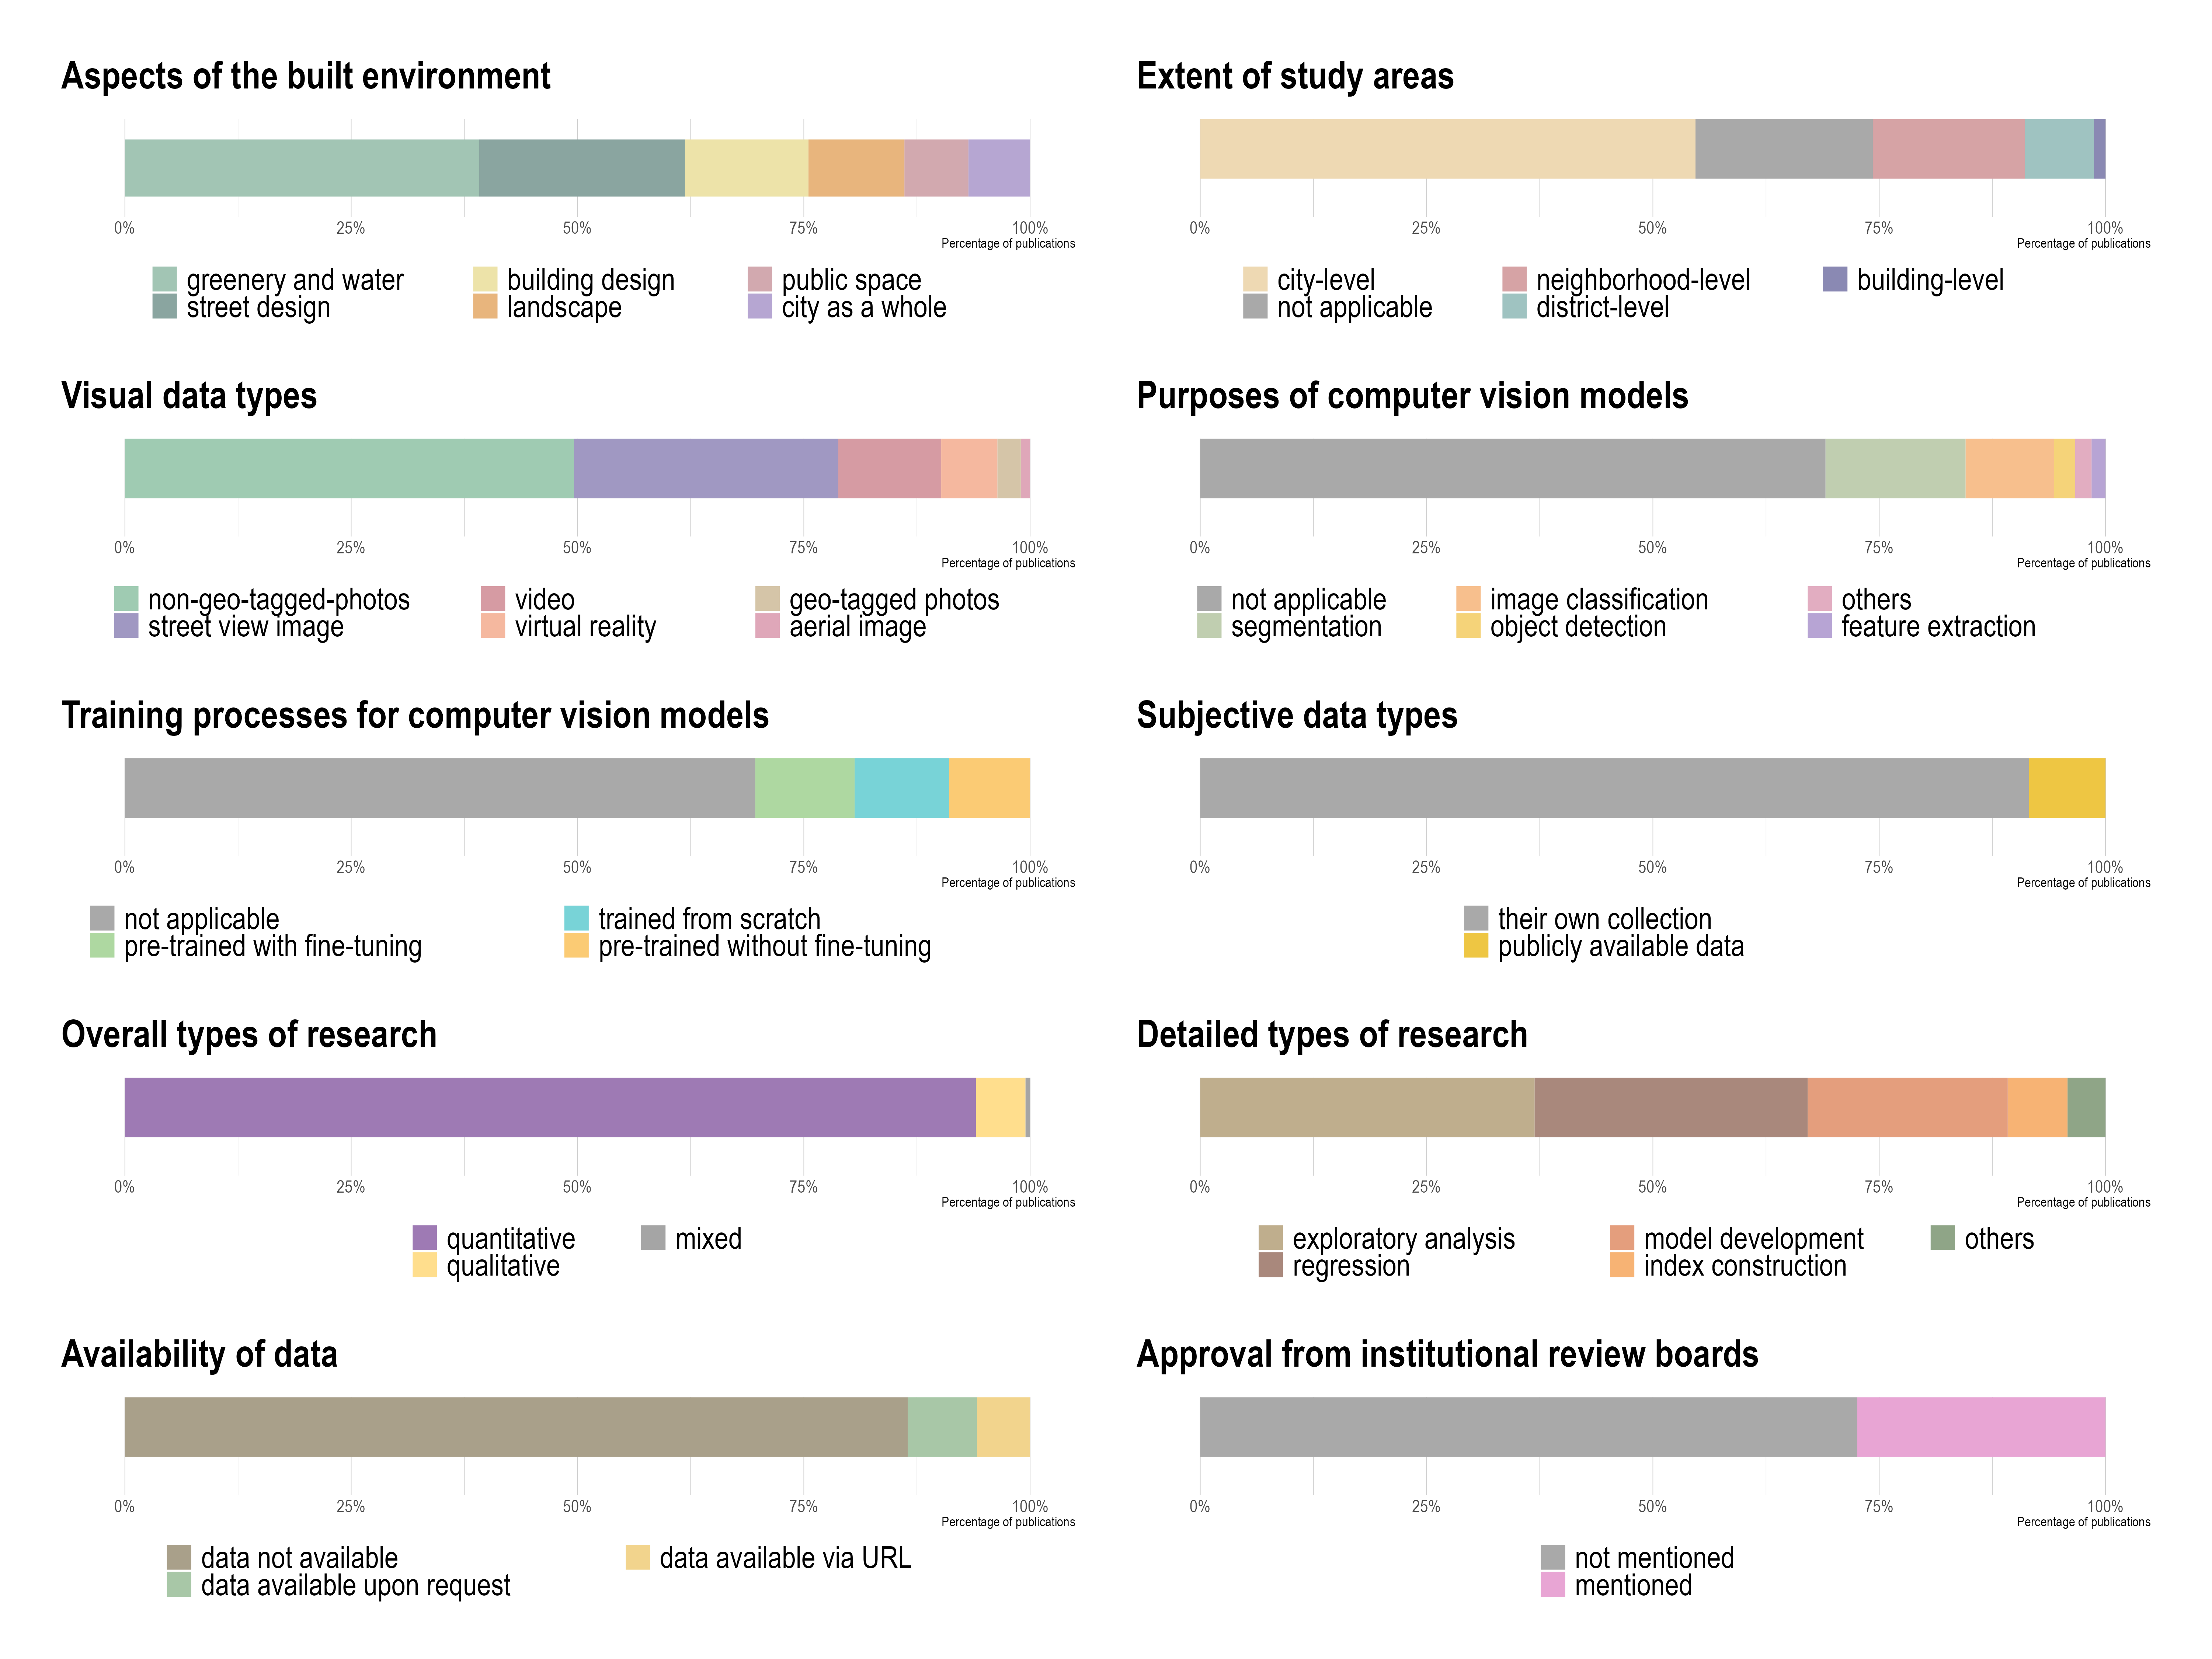 Aspects of the built environment
0% 25% 50% 75% 100%
Percentage of publications
greenery and water building design public space
street design landscape city as a whole
Extent of study areas
0% 25% 50% 75% 100%
Percentage of publications
city-level neighborhood-level building-level
not applicable district-level
Visual data types
0% 25% 50% 75% 100%
Percentage of publications
non-geo-tagged-photos video geo-tagged photos
street view image virtual reality aerial image
Purposes of computer vision models
0% 25% 50% 75% 100%
Percentage of publications
not applicable image classification others
segmentation object detection feature extraction
Training processes for computer vision models
0% 25% 50% 75% 100%
Percentage of publications
not applicable trained from scratch
pre-trained with fine-tuning pre-trained without fine-tuning
Subjective data types
0% 25% 50% 75% 100%
Percentage of publications
their own collection
publicly available data
Overall types of research
0% 25% 50% 75% 100%
Percentage of publications
quantitative mixed
qualitative
Detailed types of research
0% 25% 50% 75% 100%
Percentage of publications
exploratory analysis model development others
regression index construction
Availability of data
0% 25% 50% 75% 100%
Percentage of publications
data not available data available via URL
data available upon request
Approval from institutional review boards
0% 25% 50% 75% 100%
Percentage of publications
not mentioned
mentioned